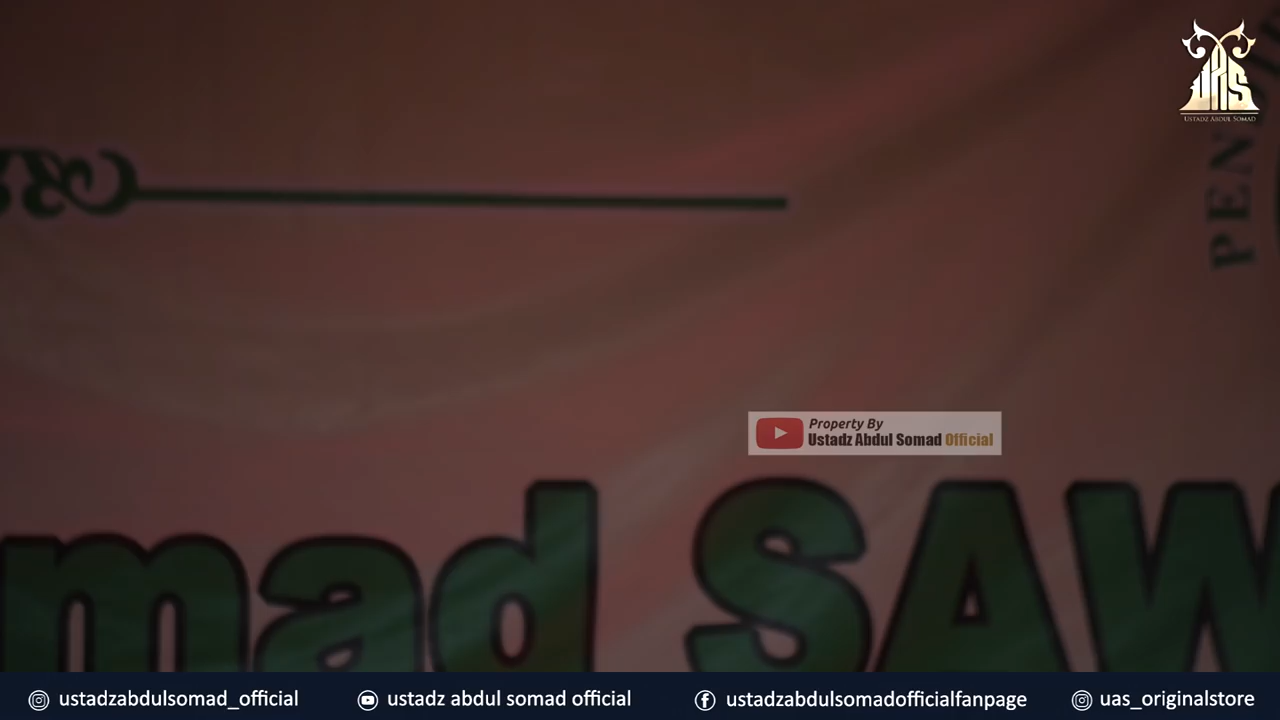 UAS
USTADZ ABDUL SOMAD
PEN
Property By
Ustadz Abdul Somad Official
mad SAW
ustadzabdulsomad_official
ustadz abdul somad official
ustadzabdulsomadofficialfanpage
uas_originalstore